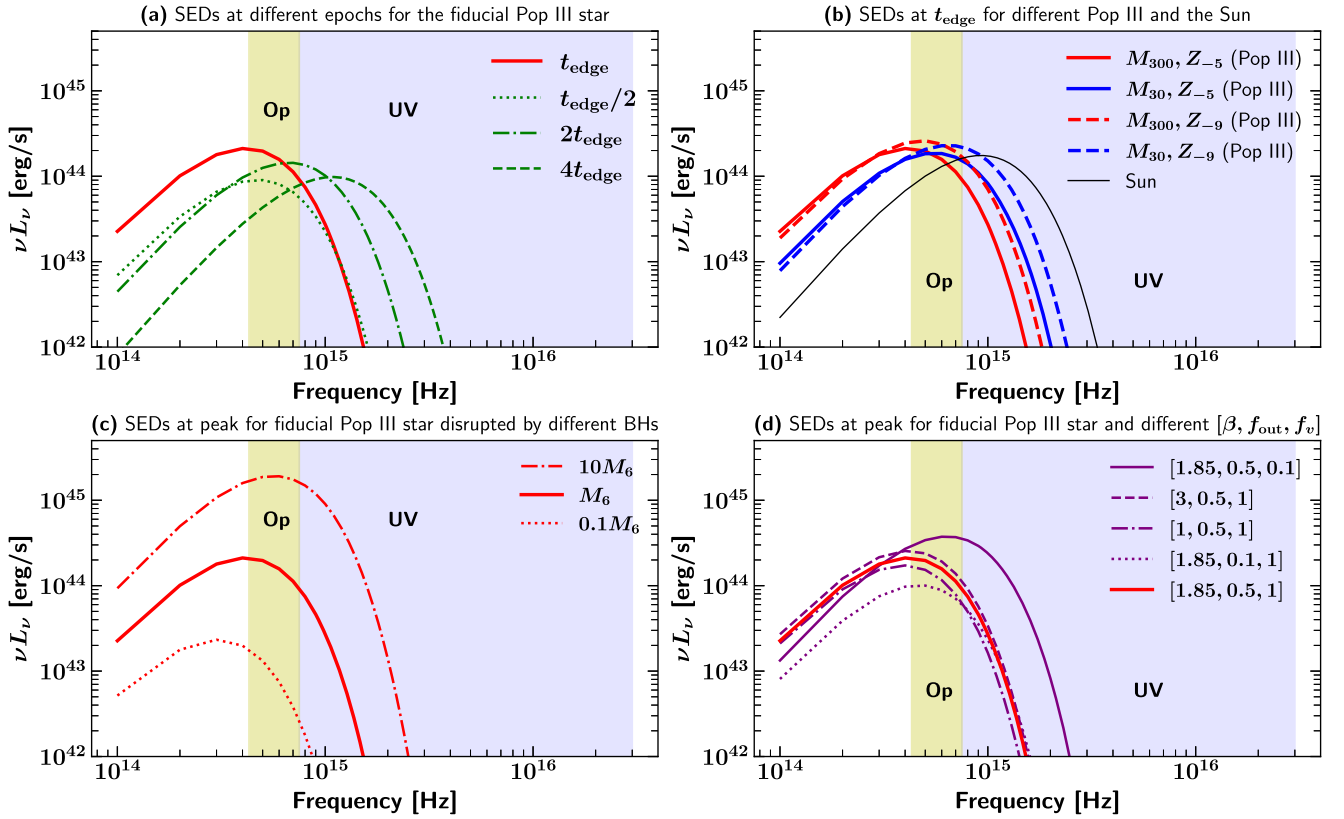 (a) SEDs at different epochs for the fiducial Pop III star
νL_ν [erg/s]
10^45
10^44
10^43
10^42
Op
UV
t_edge
t_edge/2
2t_edge
4t_edge
10^14
10^15
10^16
Frequency [Hz]
(b) SEDs at t_edge for different Pop III and the Sun
νL_ν [erg/s]
10^45
10^44
10^43
10^42
M_300, Z_−5 (Pop III)
M_30, Z_−5 (Pop III)
M_300, Z_−9 (Pop III)
M_30, Z_−9 (Pop III)
Sun
Op
UV
10^14
10^15
10^16
Frequency [Hz]
(c) SEDs at peak for fiducial Pop III star disrupted by different BHs
νL_ν [erg/s]
10^45
10^44
10^43
10^42
Op
UV
10M_6
M_6
0.1M_6
10^14
10^15
10^16
Frequency [Hz]
(d) SEDs at peak for fiducial Pop III star and different [β, f_out, f_v]
νL_ν [erg/s]
10^45
10^44
10^43
10^42
[1.85, 0.5, 0.1]
[3, 0.5, 1]
[1, 0.5, 1]
[1.85, 0.1, 1]
[1.85, 0.5, 1]
Op
UV
10^14
10^15
10^16
Frequency [Hz]